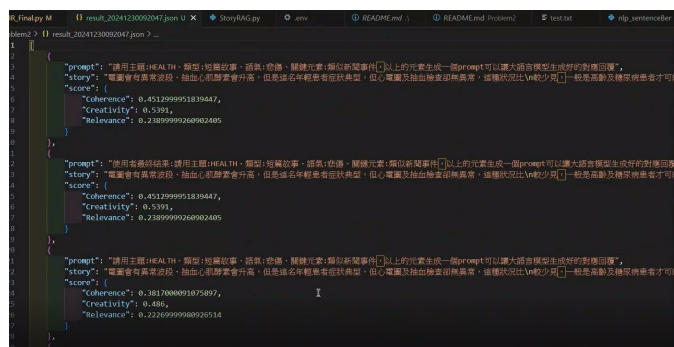 IR_Final.py M {} result_20241230092047.json U X StoryRAG.py .env README.md .\ README.md Problem2 test.txt nlp_sentenceBer
oblem2 > {} result_20241230092047.json > ...
1 [
{
"prompt": "請用主題:HEALTH、類型:短篇故事、語氣:悲傷、關鍵元素:類似新聞事件,以上的元素生成一個prompt可以讓大語言模型生成好的對應回覆",
"story": "電圖會有異常波段、抽血心肌酵素會升高,但是這名年輕患者症狀典型,但心電圖及抽血檢查卻無異常,這種狀況比\n較少見,一般是高齡及糖尿病患者才可
"score": {
"Coherence": 0.4512999951839447,
"Creativity": 0.5391,
"Relevance": 0.23899999260902405
}
},
{
"prompt": "使用者最終結果:請用主題:HEALTH、類型:短篇故事、語氣:悲傷、關鍵元素:類似新聞事件,以上的元素生成一個prompt可以讓大語言模型生成好的對應回覆
"story": "電圖會有異常波段、抽血心肌酵素會升高,但是這名年輕患者症狀典型,但心電圖及抽血檢查卻無異常,這種狀況比\n較少見,一般是高齡及糖尿病患者才可
"score": {
"Coherence": 0.4512999951839447,
"Creativity": 0.5391,
"Relevance": 0.23899999260902405
}
},
{
"prompt": "請用主題:HEALTH、類型:短篇故事、語氣:悲傷、關鍵元素:類似新聞事件,以上的元素生成一個prompt可以讓大語言模型生成好的對應回覆",
"story": "電圖會有異常波段、抽血心肌酵素會升高,但是這名年輕患者症狀典型,但心電圖及抽血檢查卻無異常,這種狀況比\n較少見,一般是高齡及糖尿病患者才可
"score": {
"Coherence": 0.3817000091075897,
"Creativity": 0.486,
"Relevance": 0.22269999980926514
}
},